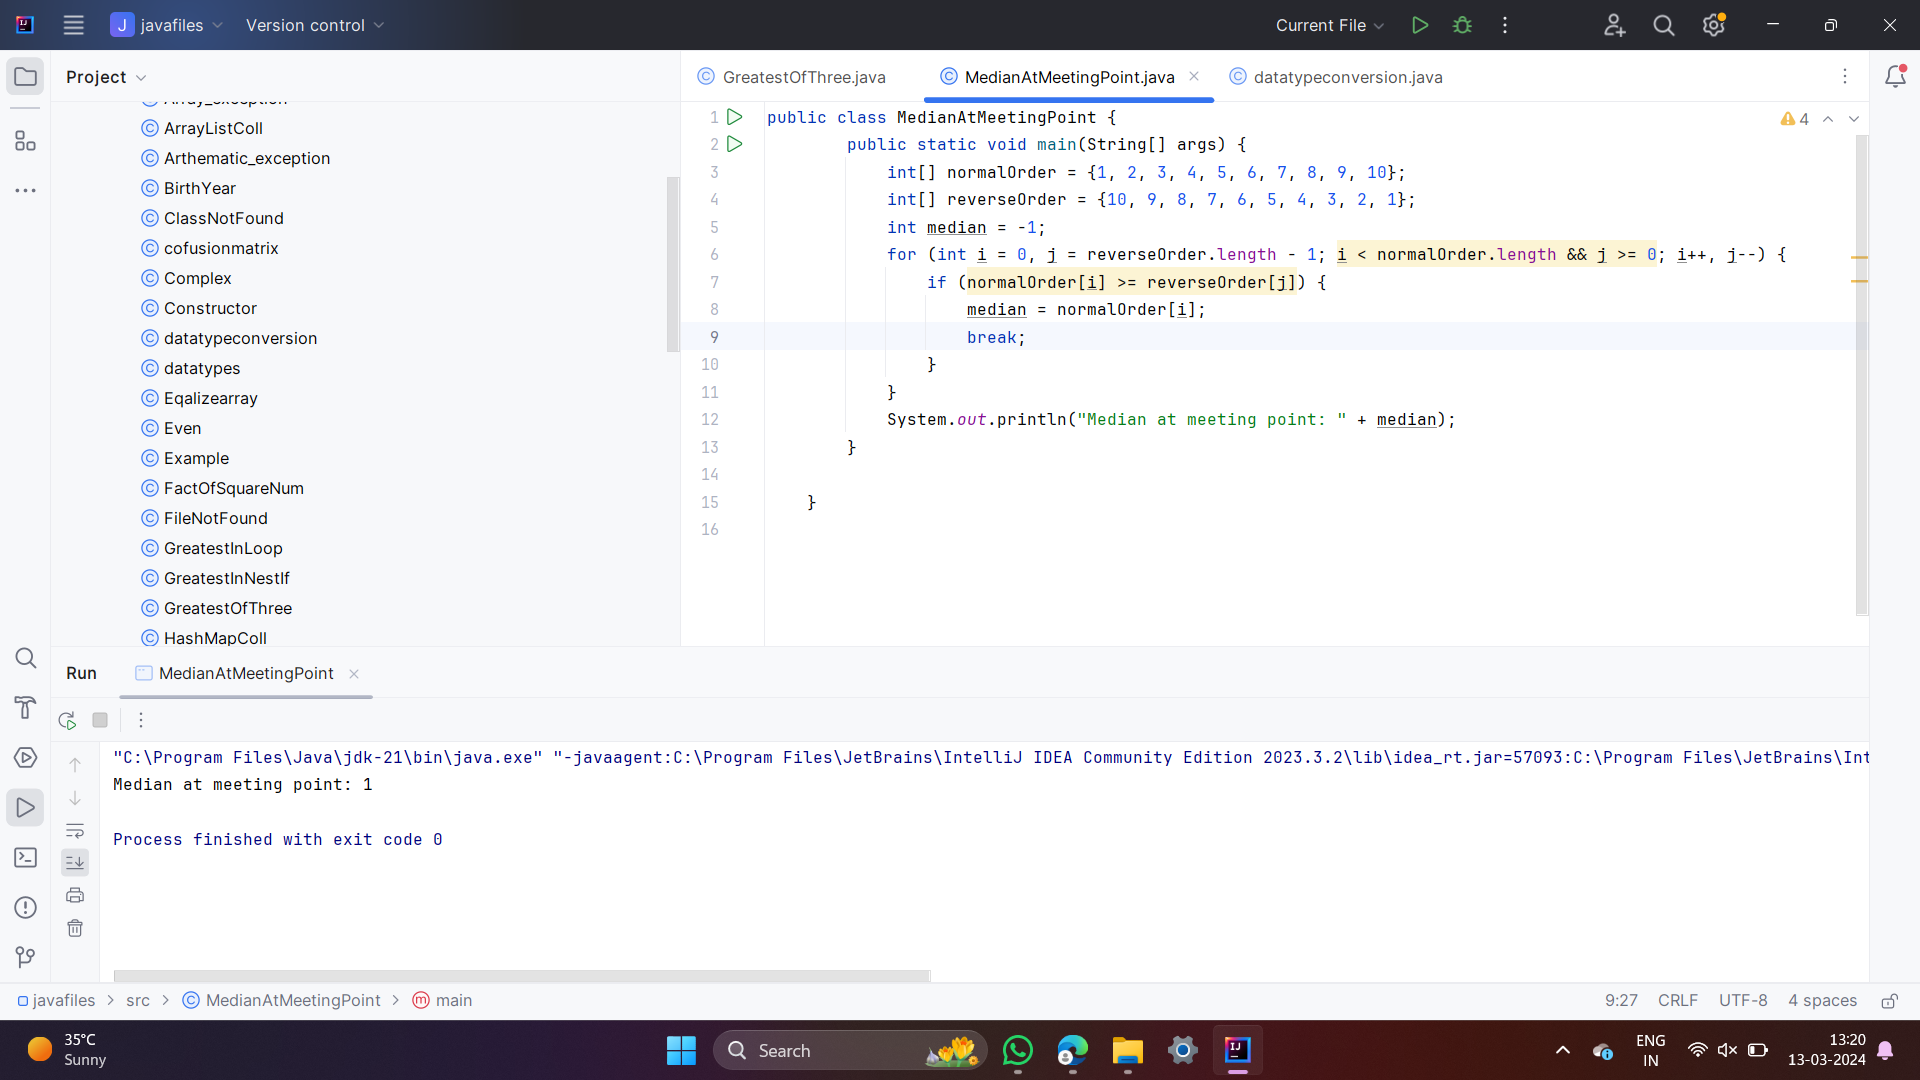 J javafiles Version control Current File
Project
GreatestOfThree.java MedianAtMeetingPoint.java datatypeconversion.java
Array_exception
ArrayListColl
Arthematic_exception
BirthYear
ClassNotFound
cofusionmatrix
Complex
Constructor
datatypeconversion
datatypes
Eqalizearray
Even
Example
FactOfSquareNum
FileNotFound
GreatestInLoop
GreatestInNestIf
GreatestOfThree
HashMapColl
4
1 public class MedianAtMeetingPoint {
2 public static void main(String[] args) {
3 int[] normalOrder = {1, 2, 3, 4, 5, 6, 7, 8, 9, 10};
4 int[] reverseOrder = {10, 9, 8, 7, 6, 5, 4, 3, 2, 1};
5 int median = -1;
6 for (int i = 0, j = reverseOrder.length - 1; i < normalOrder.length && j >= 0; i++, j--) {
7 if (normalOrder[i] >= reverseOrder[j]) {
8 median = normalOrder[i];
9 break;
10 }
11 }
12 System.out.println("Median at meeting point: " + median);
13 }
14
15 }
16
Run MedianAtMeetingPoint
"C:\Program Files\Java\jdk-21\bin\java.exe" "-javaagent:C:\Program Files\JetBrains\IntelliJ IDEA Community Edition 2023.3.2\lib\idea_rt.jar=57093:C:\Program Files\JetBrains\Int
Median at meeting point: 1
Process finished with exit code 0
javafiles > src > MedianAtMeetingPoint > m main 9:27 CRLF UTF-8 4 spaces
35°C
Sunny
Search
ENG
IN
13:20
13-03-2024